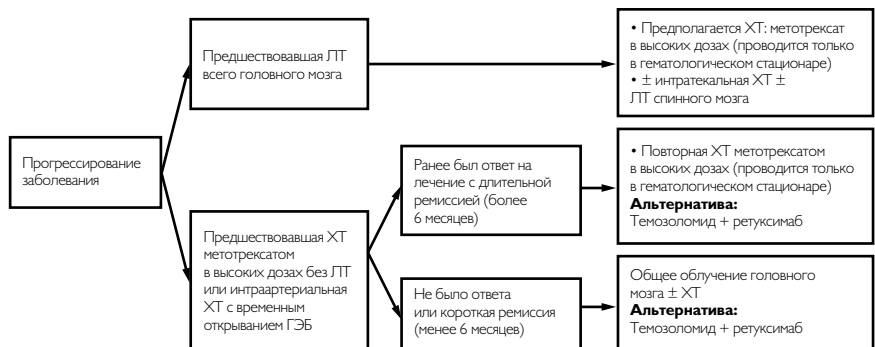 Прогрессирование
заболевания
Предшествовавшая ЛТ
всего головного мозга
• Предполагается ХТ: метотрексат
в высоких дозах (проводится только
в гематологическом стационаре)
• ± интратекальная ХТ ±
ЛТ спинного мозга
Предшествовавшая ХТ
метотрексатом
в высоких дозах без ЛТ
или интраартериальная
ХТ с временным
открыванием ГЭБ
Ранее был ответ на
лечение с длительной
ремиссией (более
6 месяцев)
• Повторная ХТ метотрексатом
в высоких дозах (проводится только
в гематологическом стационаре)
Альтернатива:
Темозоломид + ретуксимаб
Не было ответа
или короткая ремиссия
(менее 6 месяцев)
Общее облучение головного
мозга ± ХТ
Альтернатива:
Темозоломид + ретуксимаб